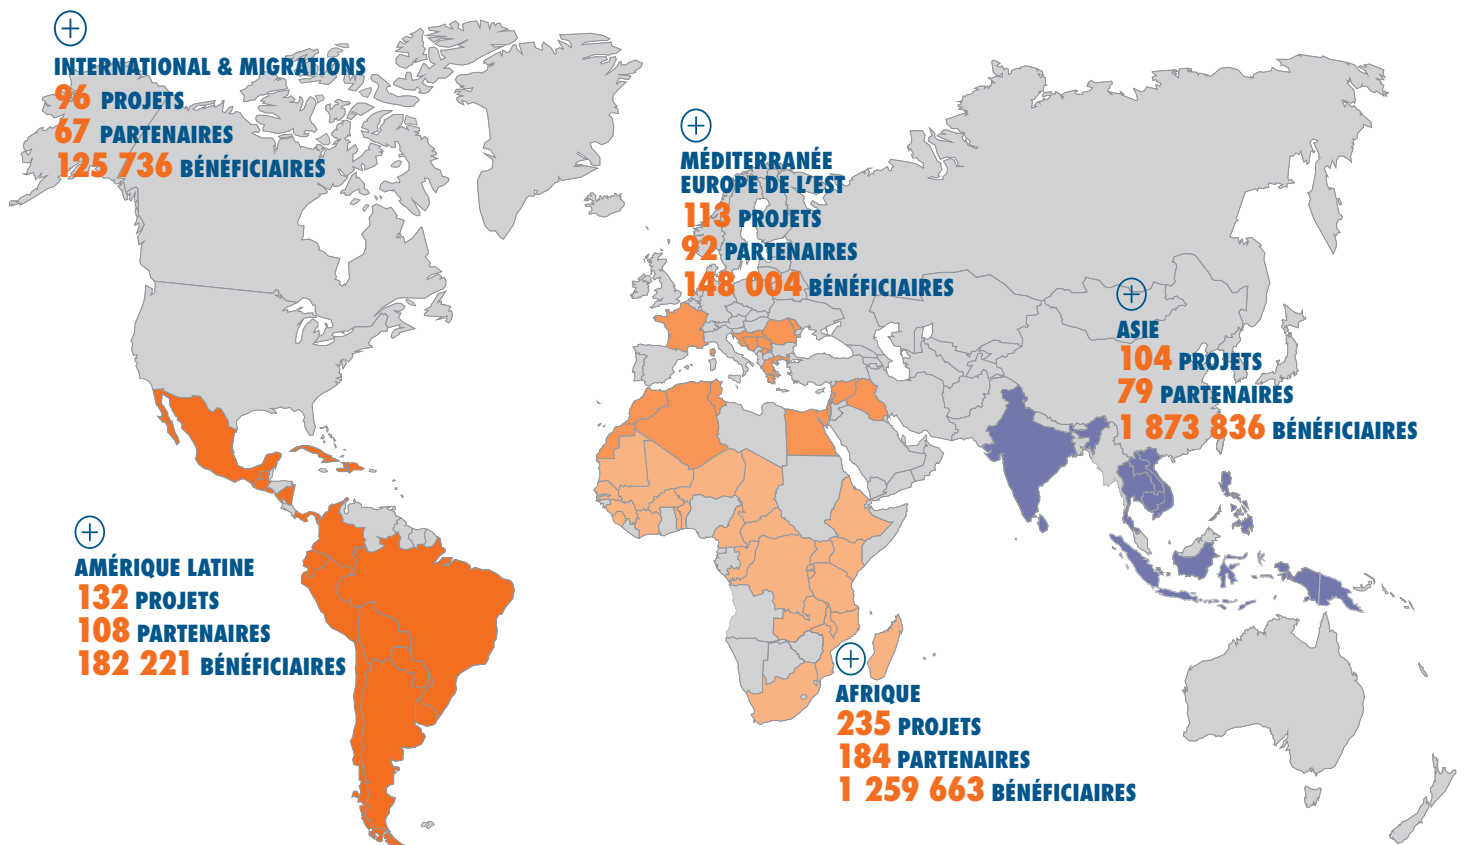 INTERNATIONAL & MIGRATIONS
96 PROJETS
67 PARTENAIRES
125 736 BÉNÉFICIAIRES
MÉDITERRANÉE
EUROPE DE L'EST
113 PROJETS
92 PARTENAIRES
148 004 BÉNÉFICIAIRES
ASIE
104 PROJETS
79 PARTENAIRES
1 873 836 BÉNÉFICIAIRES
AMÉRIQUE LATINE
132 PROJETS
108 PARTENAIRES
182 221 BÉNÉFICIAIRES
AFRIQUE
235 PROJETS
184 PARTENAIRES
1 259 663 BÉNÉFICIAIRES